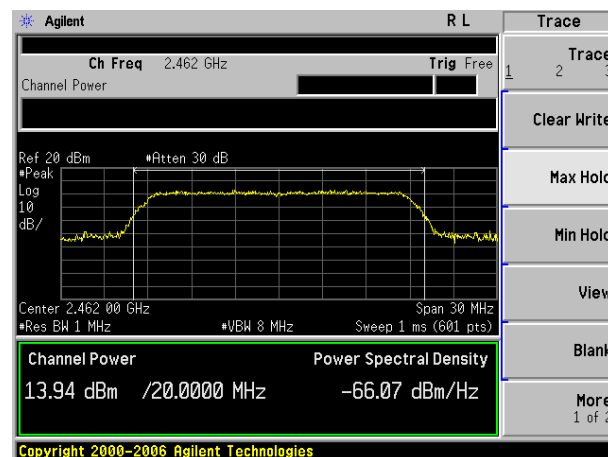 Agilent R L Trace
Ch Freq 2.462 GHz Trig Free
Channel Power
Trace
1 2 3
Clear Write
Max Hold
Min Hold
View
Blank
More
1 of 2
Ref 20 dBm #Atten 30 dB
#Peak
Log
10
dB/
Center 2.462 00 GHz Span 30 MHz
#Res BW 1 MHz #VBW 8 MHz Sweep 1 ms (601 pts)
Channel Power Power Spectral Density
13.94 dBm /20.0000 MHz -66.07 dBm/Hz
Copyright 2000-2006 Agilent Technologies